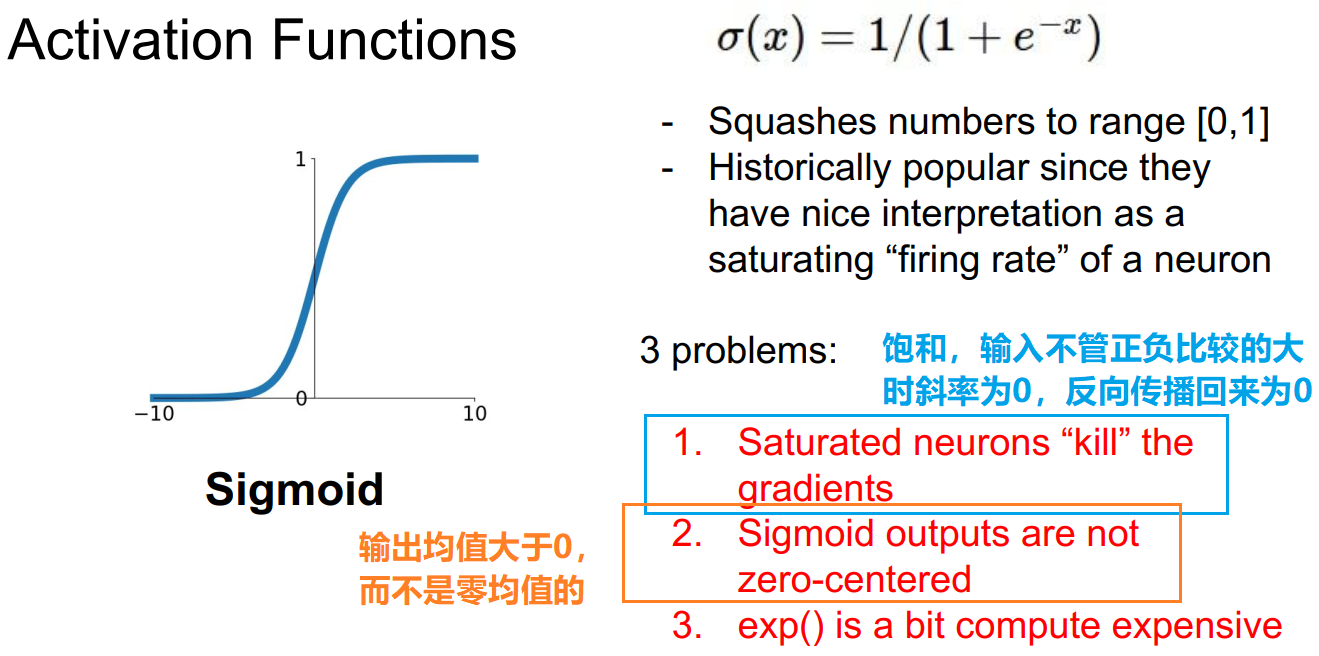 Activation Functions
σ(x) = 1/(1 + e⁻ˣ)
- Squashes numbers to range [0,1]
- Historically popular since they
have nice interpretation as a
saturating “firing rate” of a neuron
1
0
−10
10
Sigmoid
3 problems:
饱和，输入不管正负比较的大
时斜率为0，反向传播回来为0
1. Saturated neurons “kill” the
gradients
输出均值大于0，
而不是零均值的
2. Sigmoid outputs are not
zero-centered
3. exp() is a bit compute expensive